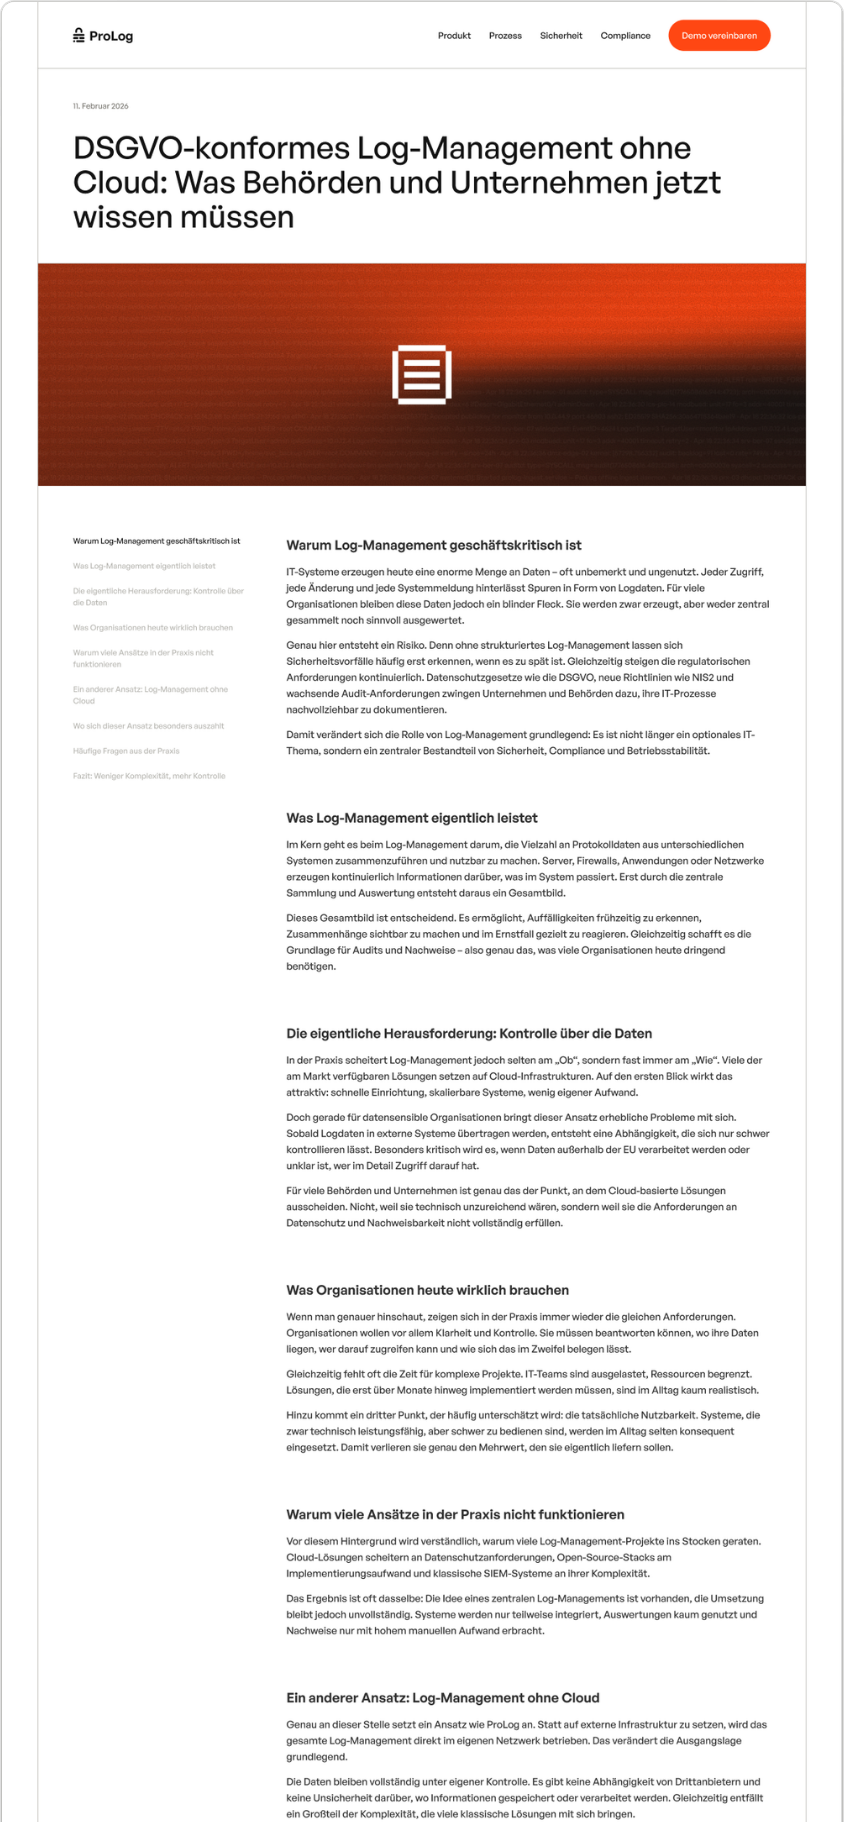 ProLog
Produkt
Prozess
Sicherheit
Compliance
Demo vereinbaren
11. Februar 2026
DSGVO-konformes Log-Management ohne
Cloud: Was Behörden und Unternehmen jetzt
wissen müssen
Warum Log-Management geschäftskritisch ist
Was Log-Management eigentlich leistet
Die eigentliche Herausforderung: Kontrolle über
die Daten
Was Organisationen heute wirklich brauchen
Warum viele Ansätze in der Praxis nicht
funktionieren
Ein anderer Ansatz: Log-Management ohne
Cloud
Wo sich dieser Ansatz besonders auszahlt
Häufige Fragen aus der Praxis
Fazit: Weniger Komplexität, mehr Kontrolle
Warum Log-Management geschäftskritisch ist
IT-Systeme erzeugen heute eine enorme Menge an Daten – oft unbemerkt und ungenutzt. Jeder Zugriff,
jede Änderung und jede Systemmeldung hinterlässt Spuren in Form von Logdaten. Für viele
Organisationen bleiben diese Daten jedoch ein blinder Fleck. Sie werden zwar erzeugt, aber weder zentral
gesammelt noch sinnvoll ausgewertet.
Genau hier entsteht ein Risiko. Denn ohne strukturiertes Log-Management lassen sich
Sicherheitsvorfälle häufig erst erkennen, wenn es zu spät ist. Gleichzeitig steigen die regulatorischen
Anforderungen kontinuierlich. Datenschutzgesetze wie die DSGVO, neue Richtlinien wie NIS2 und
wachsende Audit-Anforderungen zwingen Unternehmen und Behörden dazu, ihre IT-Prozesse
nachvollziehbar zu dokumentieren.
Damit verändert sich die Rolle von Log-Management grundlegend: Es ist nicht länger ein optionales IT-
Thema, sondern ein zentraler Bestandteil von Sicherheit, Compliance und Betriebsstabilität.
Was Log-Management eigentlich leistet
Im Kern geht es beim Log-Management darum, die Vielzahl an Protokolldaten aus unterschiedlichen
Systemen zusammenzuführen und nutzbar zu machen. Server, Firewalls, Anwendungen oder Netzwerke
erzeugen kontinuierlich Informationen darüber, was im System passiert. Erst durch die zentrale
Sammlung und Auswertung entsteht daraus ein Gesamtbild.
Dieses Gesamtbild ist entscheidend. Es ermöglicht, Auffälligkeiten frühzeitig zu erkennen,
Zusammenhänge sichtbar zu machen und im Ernstfall gezielt zu reagieren. Gleichzeitig schafft es die
Grundlage für Audits und Nachweise – also genau das, was viele Organisationen heute dringend
benötigen.
Die eigentliche Herausforderung: Kontrolle über die Daten
In der Praxis scheitert Log-Management jedoch selten am „Ob“, sondern fast immer am „Wie“. Viele der
am Markt verfügbaren Lösungen setzen auf Cloud-Infrastrukturen. Auf den ersten Blick wirkt das
attraktiv: schnelle Einrichtung, skalierbare Systeme, wenig eigener Aufwand.
Doch gerade für datensensible Organisationen bringt dieser Ansatz erhebliche Probleme mit sich.
Sobald Logdaten in externe Systeme übertragen werden, entsteht eine Abhängigkeit, die sich nur schwer
kontrollieren lässt. Besonders kritisch wird es, wenn Daten außerhalb der EU verarbeitet werden oder
unklar ist, wer im Detail Zugriff darauf hat.
Für viele Behörden und Unternehmen ist genau das der Punkt, an dem Cloud-basierte Lösungen
ausscheiden. Nicht, weil sie technisch unzureichend wären, sondern weil sie die Anforderungen an
Datenschutz und Nachweisbarkeit nicht vollständig erfüllen.
Was Organisationen heute wirklich brauchen
Wenn man genauer hinschaut, zeigen sich in der Praxis immer wieder die gleichen Anforderungen.
Organisationen wollen vor allem Klarheit und Kontrolle. Sie müssen beantworten können, wo ihre Daten
liegen, wer darauf zugreifen kann und wie sich das im Zweifel belegen lässt.
Gleichzeitig fehlt oft die Zeit für komplexe Projekte. IT-Teams sind ausgelastet, Ressourcen begrenzt.
Lösungen, die erst über Monate hinweg implementiert werden müssen, sind im Alltag kaum realistisch.
Hinzu kommt ein dritter Punkt, der häufig unterschätzt wird: die tatsächliche Nutzbarkeit. Systeme, die
zwar technisch leistungsfähig, aber schwer zu bedienen sind, werden im Alltag selten konsequent
eingesetzt. Damit verlieren sie genau den Mehrwert, den sie eigentlich liefern sollen.
Warum viele Ansätze in der Praxis nicht funktionieren
Vor diesem Hintergrund wird verständlich, warum viele Log-Management-Projekte ins Stocken geraten.
Cloud-Lösungen scheitern an Datenschutzanforderungen, Open-Source-Stacks am
Implementierungsaufwand und klassische SIEM-Systeme an ihrer Komplexität.
Das Ergebnis ist oft dasselbe: Die Idee eines zentralen Log-Managements ist vorhanden, die Umsetzung
bleibt jedoch unvollständig. Systeme werden nur teilweise integriert, Auswertungen kaum genutzt und
Nachweise nur mit hohem manuellen Aufwand erbracht.
Ein anderer Ansatz: Log-Management ohne Cloud
Genau an dieser Stelle setzt ein Ansatz wie ProLog an. Statt auf externe Infrastruktur zu setzen, wird das
gesamte Log-Management direkt im eigenen Netzwerk betrieben. Das verändert die Ausgangslage
grundlegend.
Die Daten bleiben vollständig unter eigener Kontrolle. Es gibt keine Abhängigkeit von Drittanbietern und
keine Unsicherheit darüber, wo Informationen gespeichert oder verarbeitet werden. Gleichzeitig entfällt
ein Großteil der Komplexität, die viele klassische Lösungen mit sich bringen.